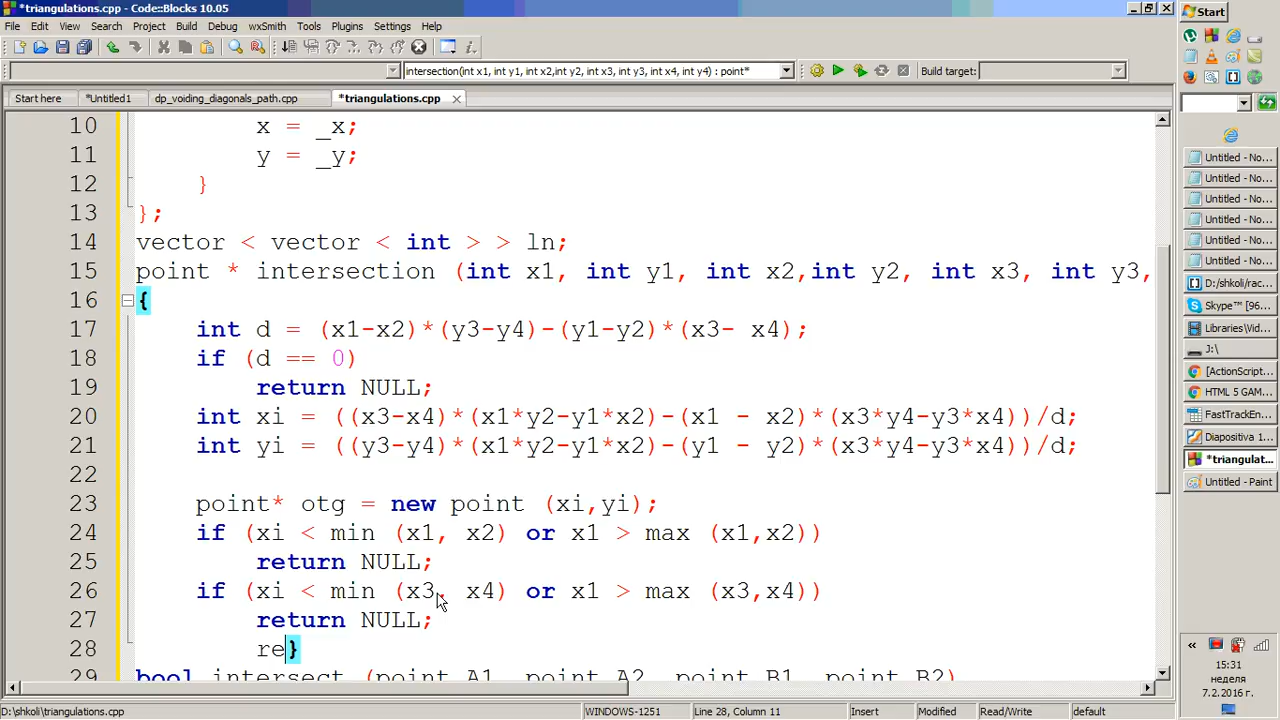 *triangulations.cpp - Code::Blocks 10.05
File Edit View Search Project Build Debug wxSmith Tools Plugins Settings Help
intersection(int x1, int y1, int x2,int y2, int x3, int y3, int x4, int y4) : point*
Build target:
Start here *Untitled1 dp_voiding_diagonals_path.cpp *triangulations.cpp
10 x = _x;
11 y = _y;
12 }
13 };
14 vector < vector < int > > ln;
15 point * intersection (int x1, int y1, int x2,int y2, int x3, int y3,
16 {
17 int d = (x1-x2)*(y3-y4)-(y1-y2)*(x3- x4);
18 if (d == 0)
19 return NULL;
20 int xi = ((x3-x4)*(x1*y2-y1*x2)-(x1 - x2)*(x3*y4-y3*x4))/d;
21 int yi = ((y3-y4)*(x1*y2-y1*x2)-(y1 - y2)*(x3*y4-y3*x4))/d;
22
23 point* otg = new point (xi,yi);
24 if (xi < min (x1, x2) or x1 > max (x1,x2))
25 return NULL;
26 if (xi < min (x3, x4) or x1 > max (x3,x4))
27 return NULL;
28 re}
29 bool intersect (point A1, point A2, point B1, point B2)
D:\shkoli\triangulations.cpp WINDOWS-1251 Line 28, Column 11 Insert Modified Read/Write default
Start
Untitled - No...
Untitled - No...
Untitled - No...
Untitled - No...
Untitled - No...
Untitled - No...
D:/shkoli/rac...
Skype™ [96...
Libraries\Vid...
J:\
[ActionScript...
HTML 5 GAM...
FastTrackEn...
Diapositiva 1...
*triangulat...
Untitled - Paint
15:31
неделя
7.2.2016 г.